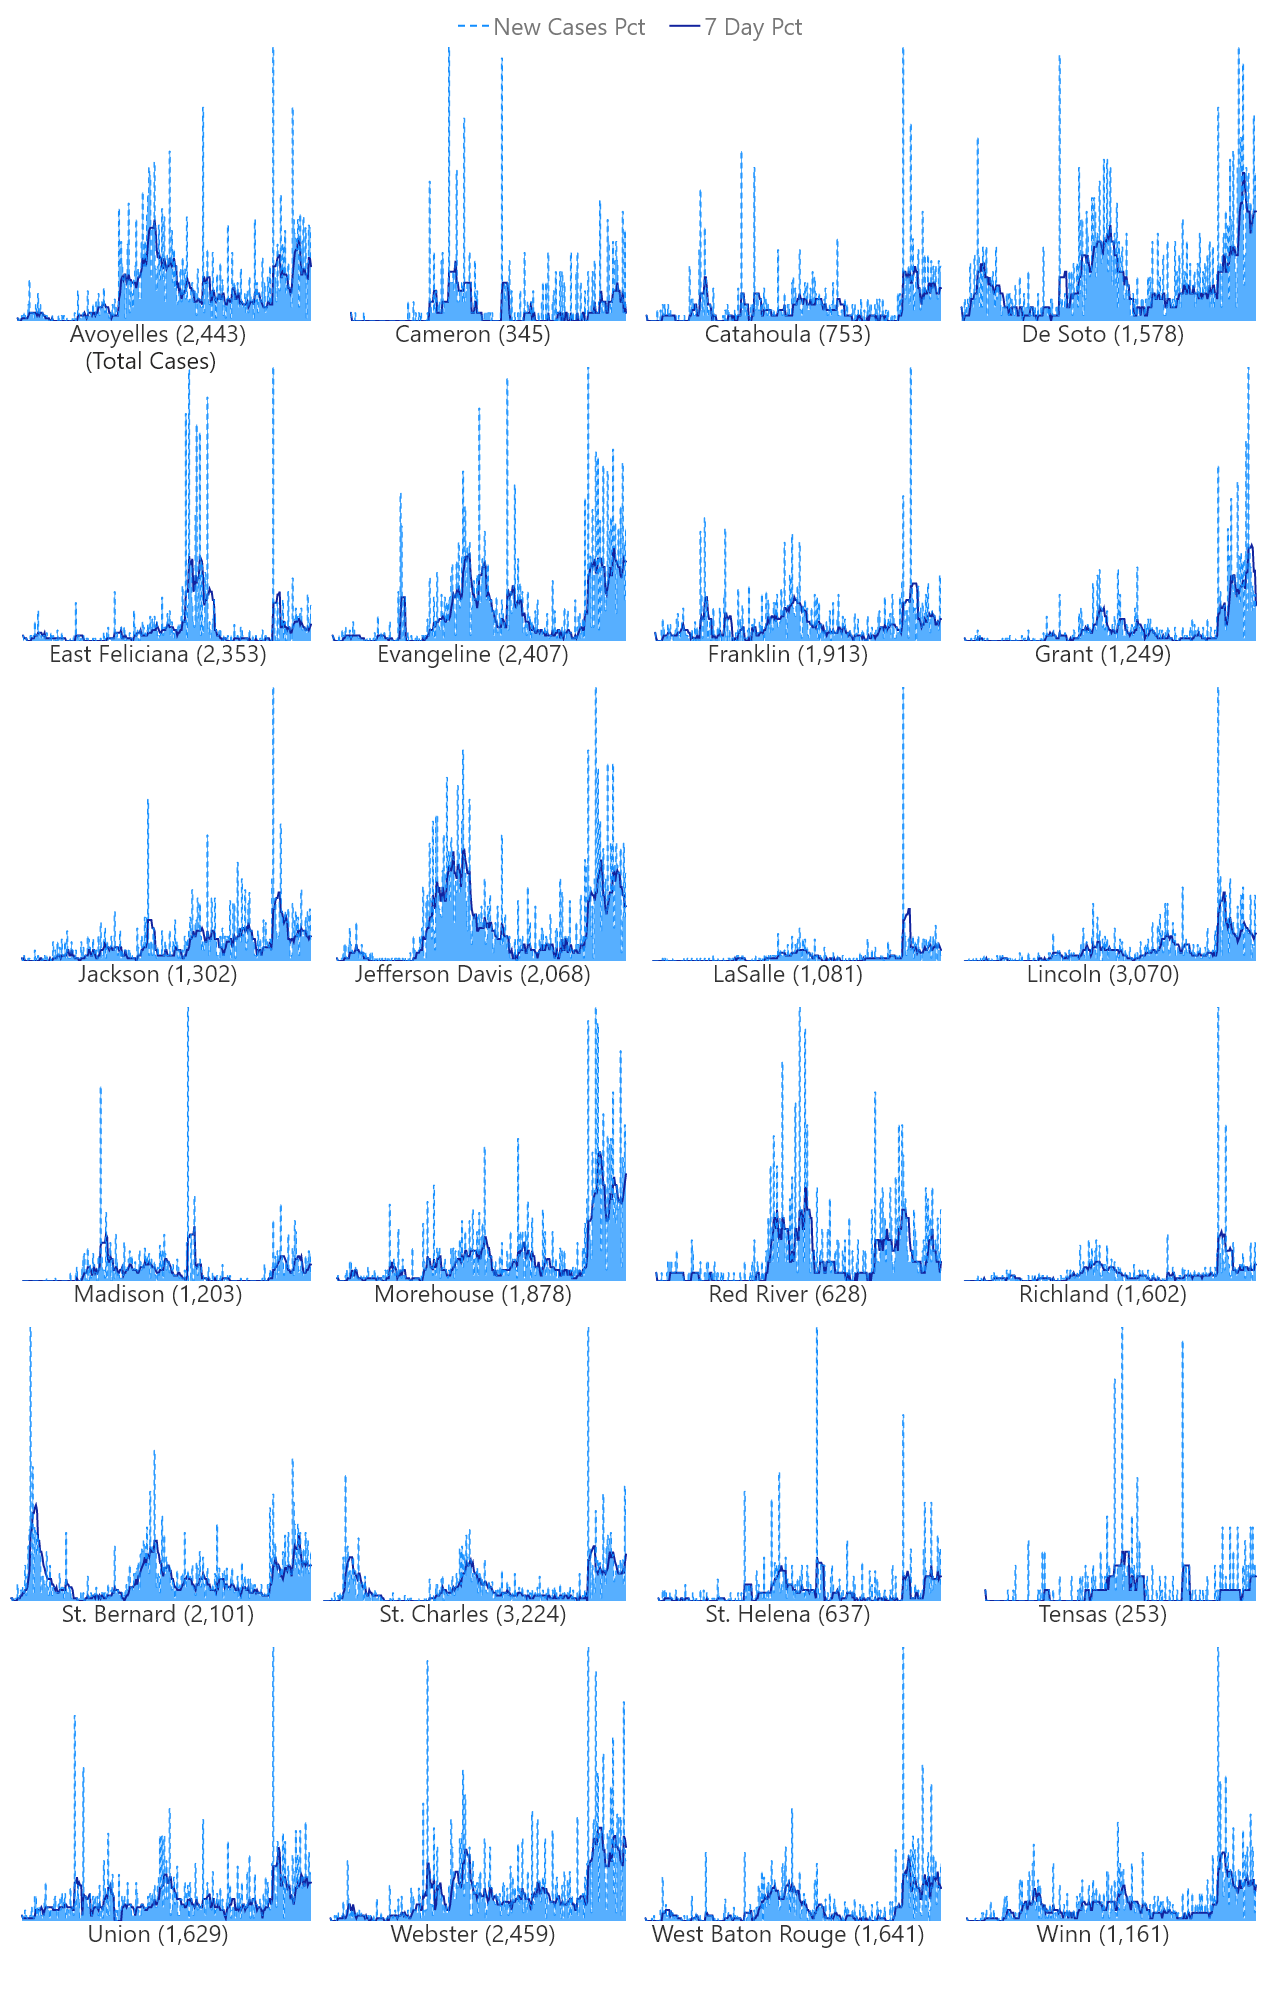 New Cases Pct 7 Day Pct
Avoyelles (2,443) Cameron (345) Catahoula (753) De Soto (1,578)
(Total Cases)
East Feliciana (2,353) Evangeline (2,407) Franklin (1,913) Grant (1,249)
Jackson (1,302) Jefferson Davis (2,068) LaSalle (1,081) Lincoln (3,070)
Madison (1,203) Morehouse (1,878) Red River (628) Richland (1,602)
St. Bernard (2,101) St. Charles (3,224) St. Helena (637) Tensas (253)
Union (1,629) Webster (2,459) West Baton Rouge (1,641) Winn (1,161)